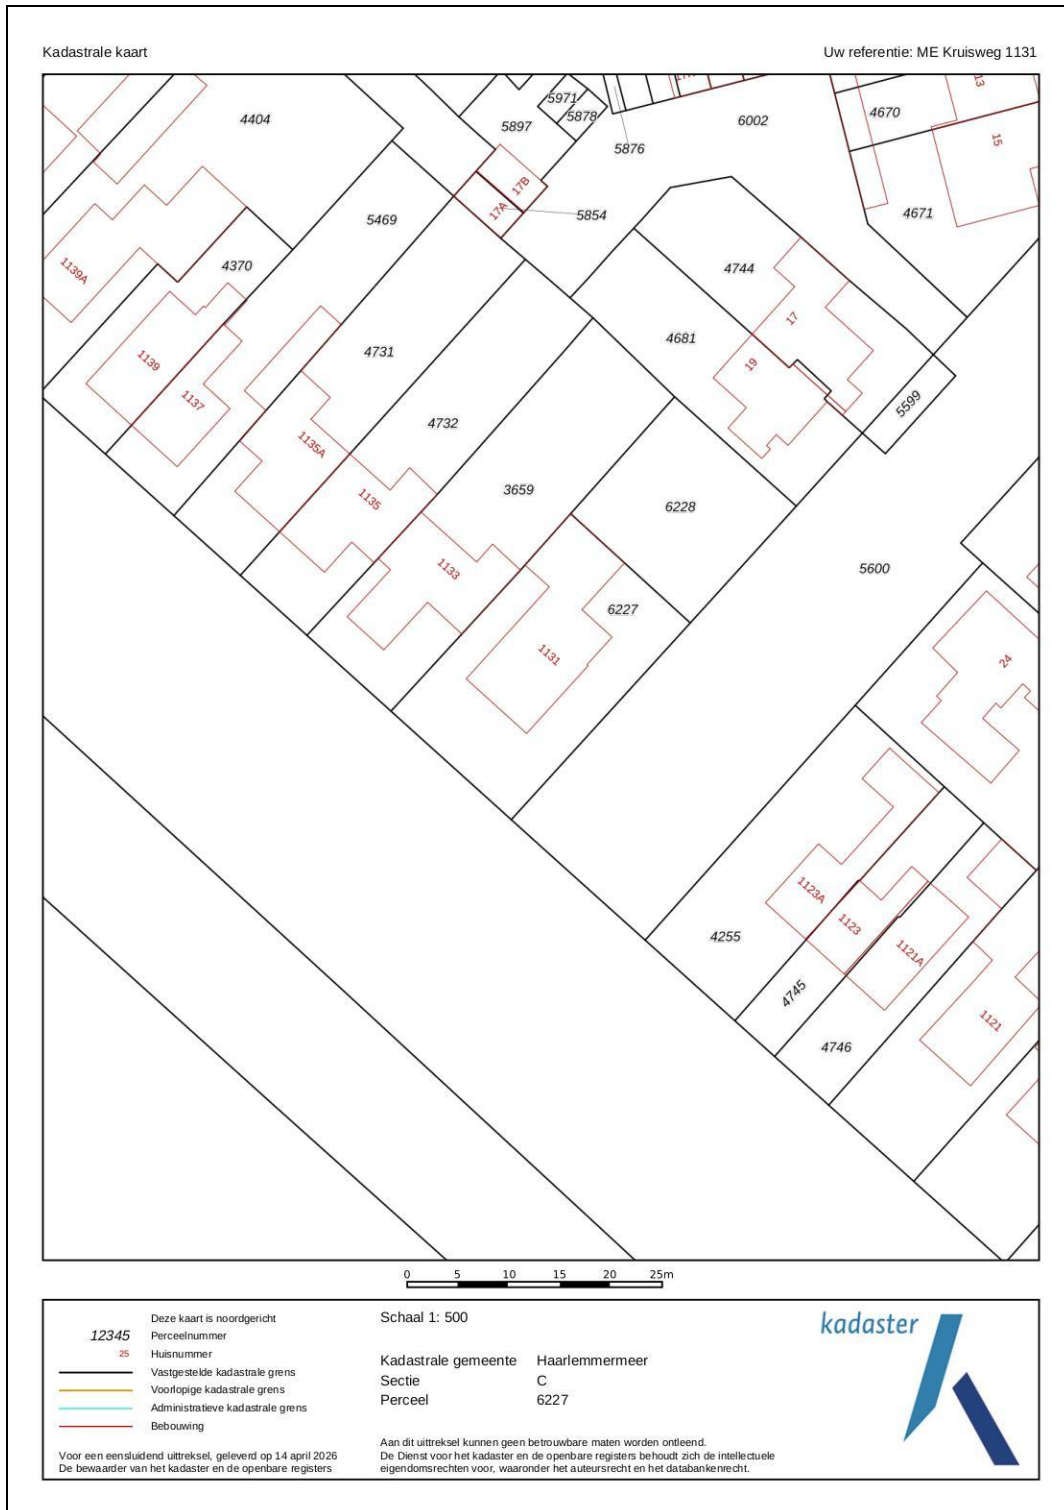 Kadastrale kaart
Uw referentie: ME Kruisweg 1131
13
4404
5971
5878
5897
6002
4670
15
5876
17B
17A
5854
4671
5469
4370
1139A
4744
17
4681
19
4731
1139
1137
5599
4732
1135A
1135
3659
6228
1133
5600
6227
1131
24
1123A
1123
4255
1121A
4745
4746
1121
0 5 10 15 20 25m
Deze kaart is noordgericht
12345 Perceelnummer
25 Huisnummer
Vastgestelde kadastrale grens
Voorlopige kadastrale grens
Administratieve kadastrale grens
Bebouwing
Voor een eensluidend uittreksel, geleverd op 14 april 2026
De bewaarder van het kadaster en de openbare registers
Schaal 1: 500
Kadastrale gemeente Haarlemmermeer
Sectie C
Perceel 6227
Aan dit uittreksel kunnen geen betrouwbare maten worden ontleend.
De Dienst voor het kadaster en de openbare registers behoudt zich de intellectuele
eigendomsrechten voor, waaronder het auteursrecht en het databankenrecht.
kadaster